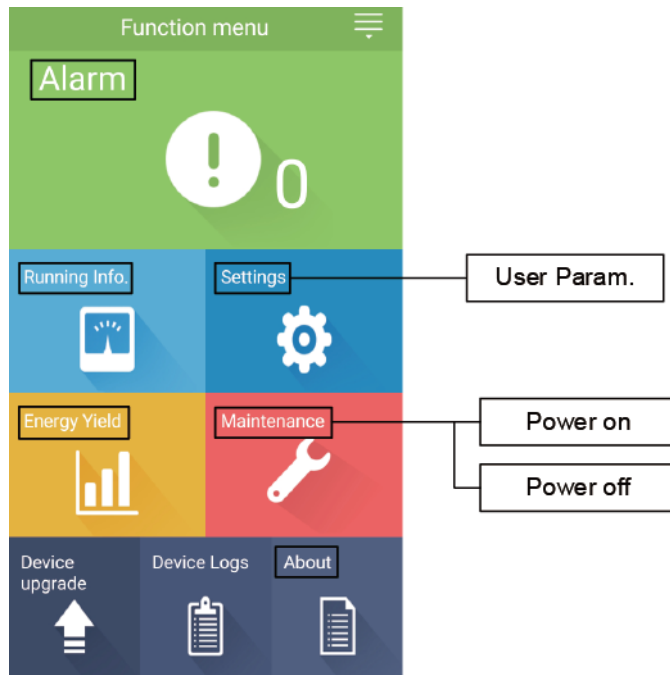 Function menu
Alarm
0
Running Info.
Settings
User Param.
Energy Yield
Maintenance
Power on
Power off
Device
upgrade
Device Logs
About